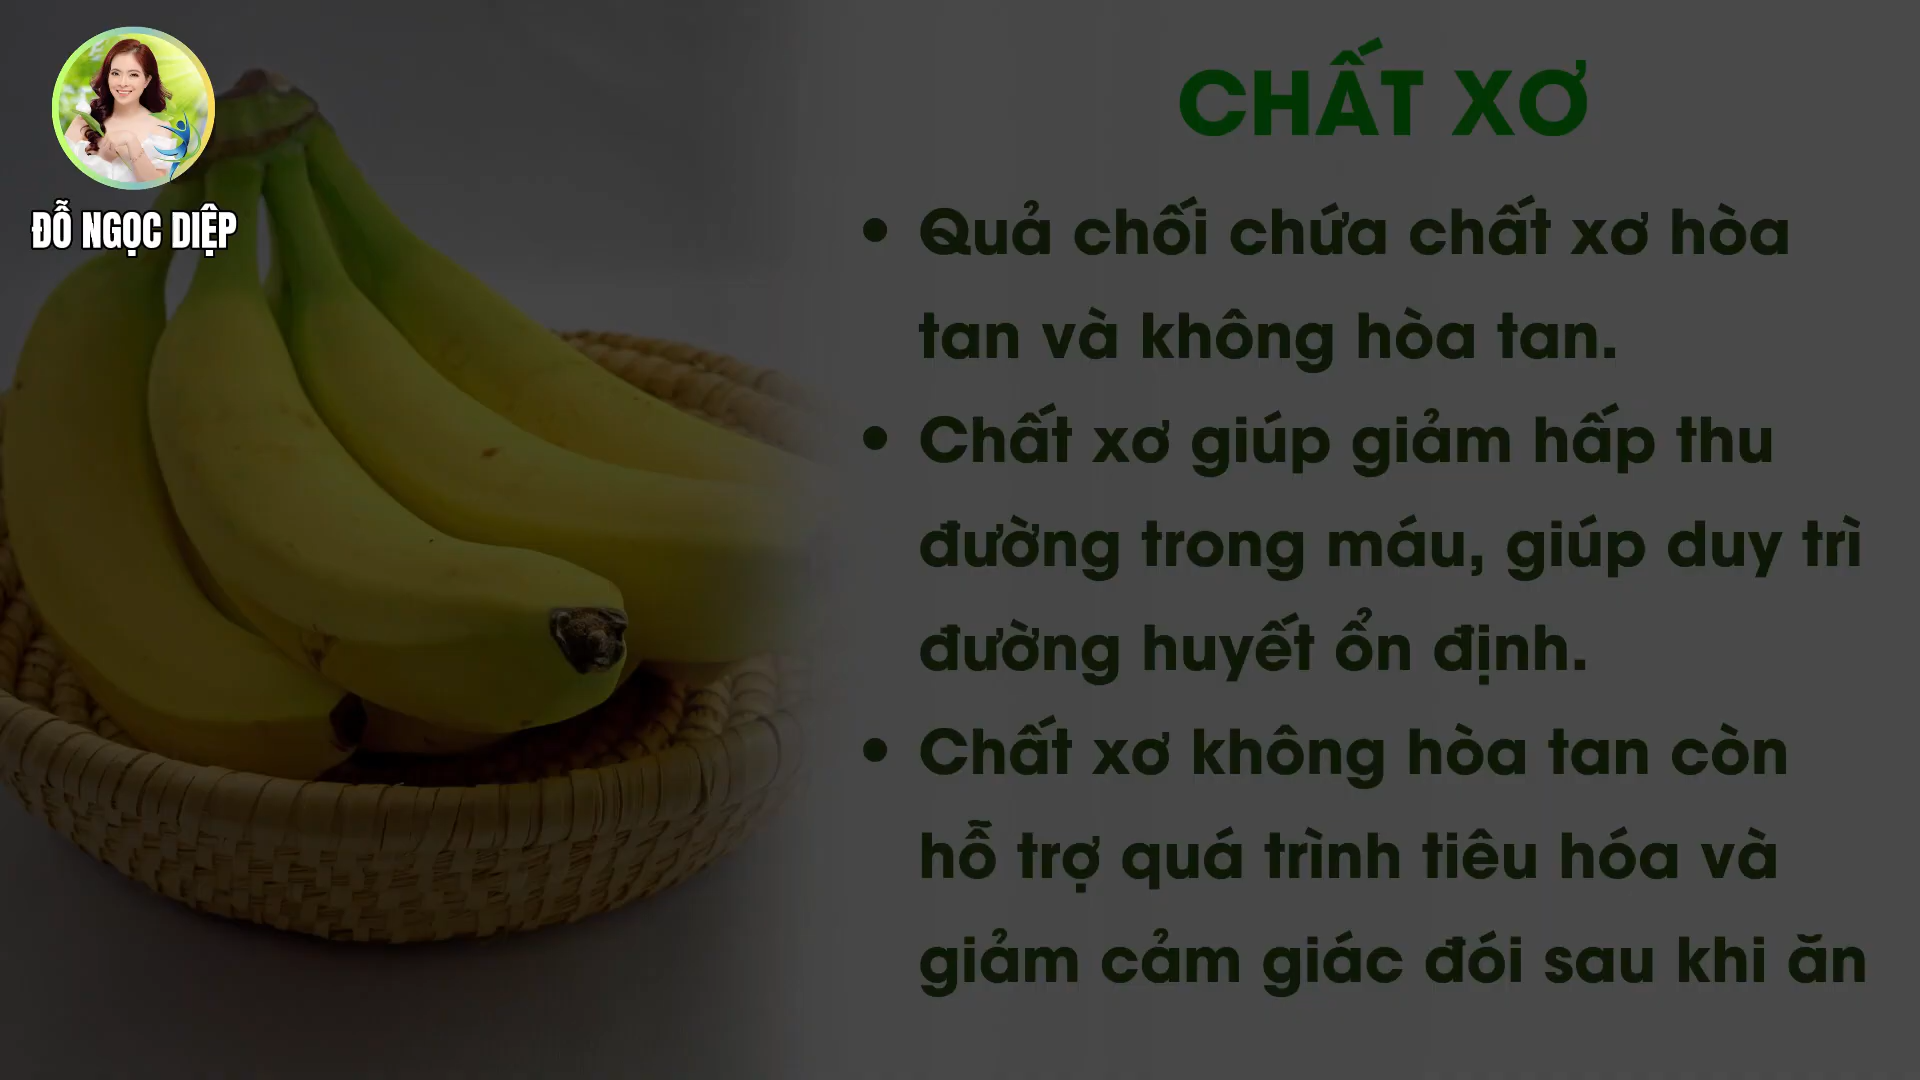 ĐỖ NGỌC DIỆP
CHẤT XƠ
• Quả chối chứa chất xơ hòa
tan và không hòa tan.
• Chất xơ giúp giảm hấp thu
đường trong máu, giúp duy trì
đường huyết ổn định.
• Chất xơ không hòa tan còn
hỗ trợ quá trình tiêu hóa và
giảm cảm giác đói sau khi ăn